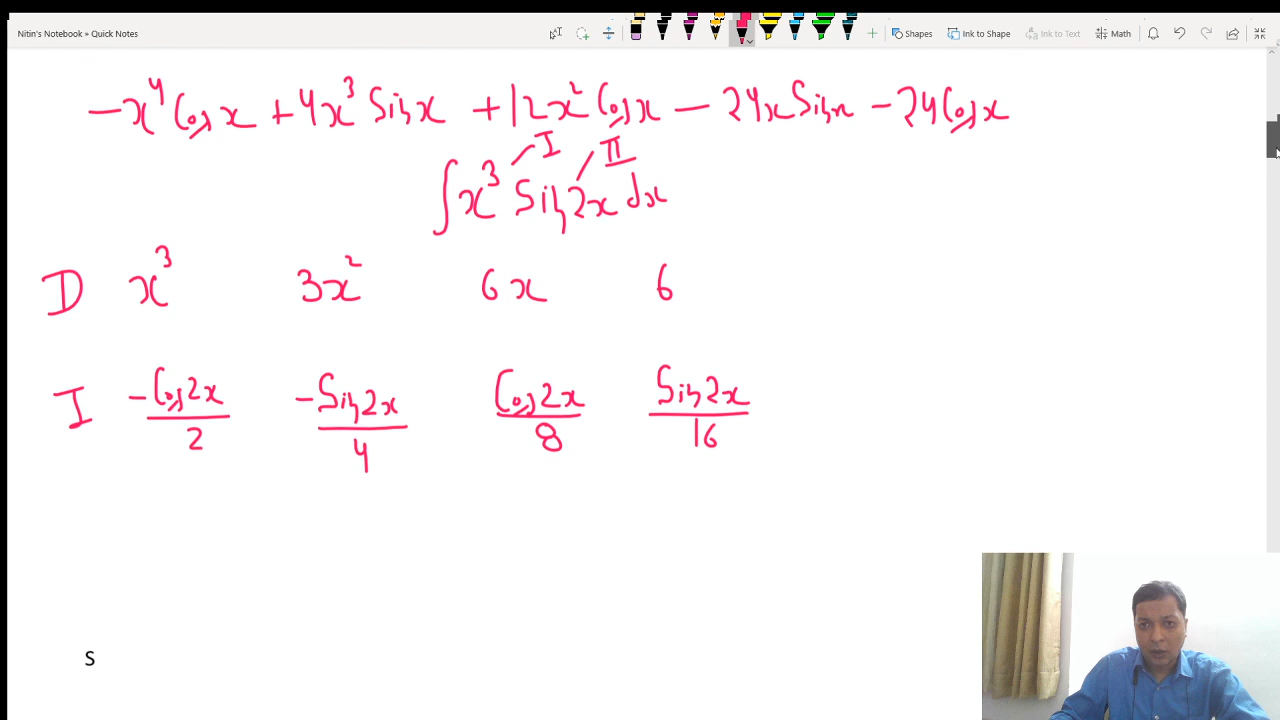 Nitin's Notebook » Quick Notes
Shapes Ink to Shape Ink to Text Math
-x⁴ Cos x + 4x³ Sin x + 12x² Cos x - 24x Sin x - 24 Cos x
I II
∫x³ Sin 2x dx
D x³ 3x² 6x 6
I -Cos 2x/2 -Sin 2x/4 Cos 2x/8 Sin 2x/16
S